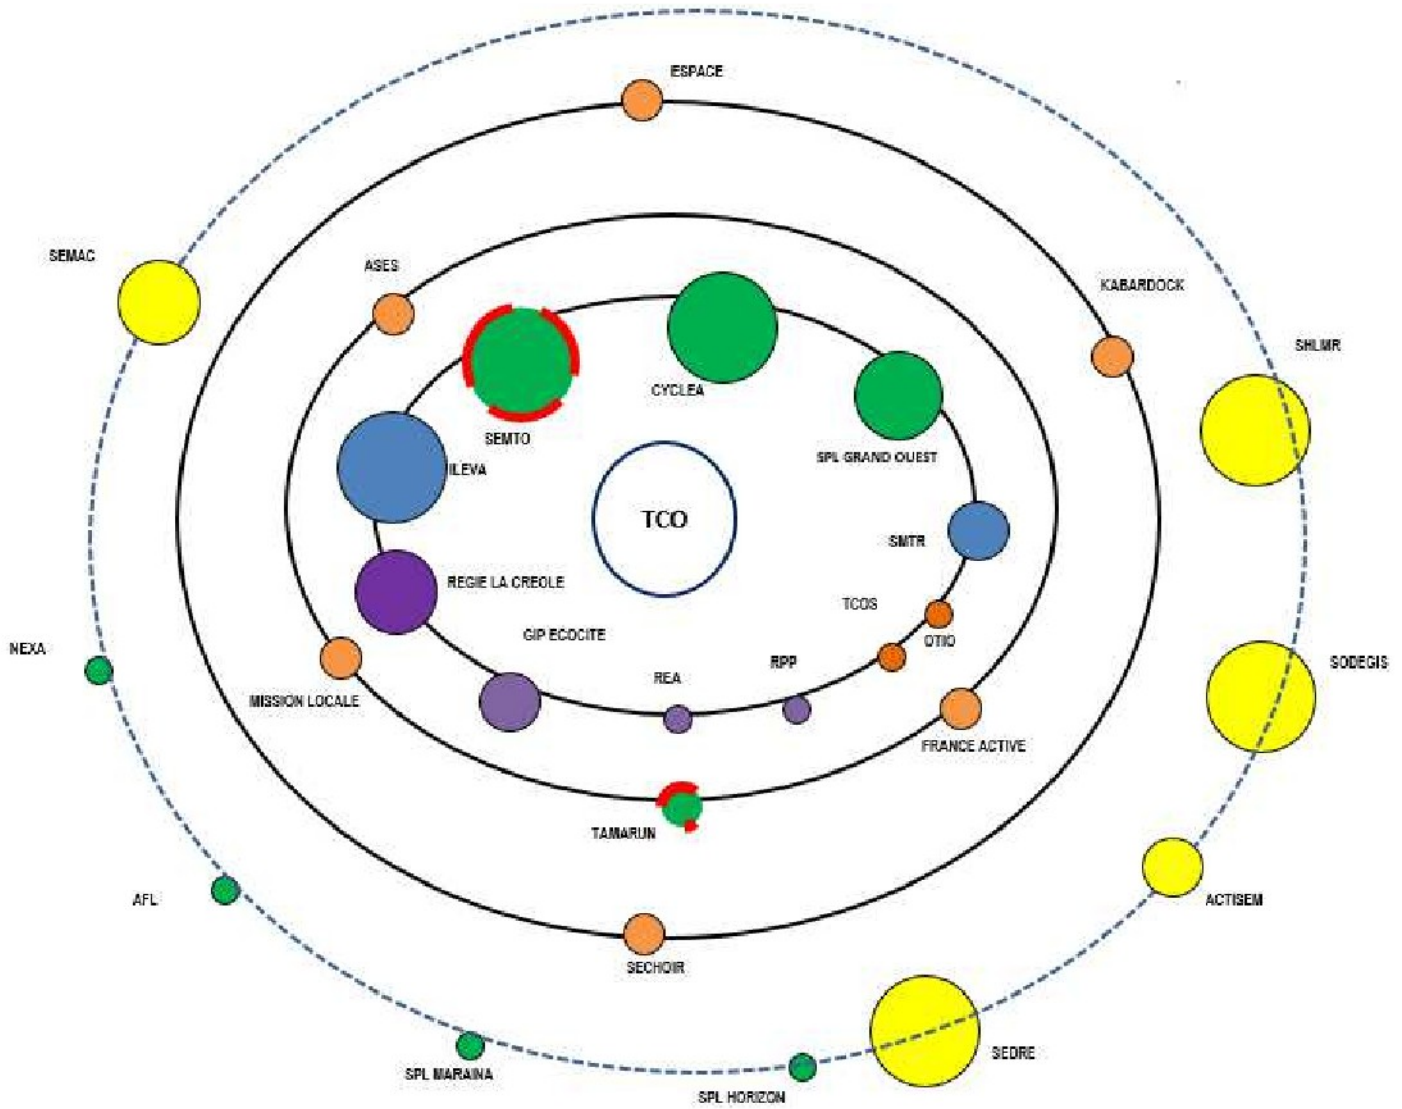 ESPACE
SEMAC
ASES
KABARDOCK
SHLMR
CYCLEA
SEMTO
SPL GRAND OUEST
ILEVA
TCO
SMTR
REGIE LA CREOLE
TCOS
GIP ECOCITE
OTIO
NEXA
RPP
SODEGIS
REA
MISSION LOCALE
FRANCE ACTIVE
TAMARUN
AFL
ACTISEM
SECHOIR
SEDRE
SPL MARAINA
SPL HORIZON